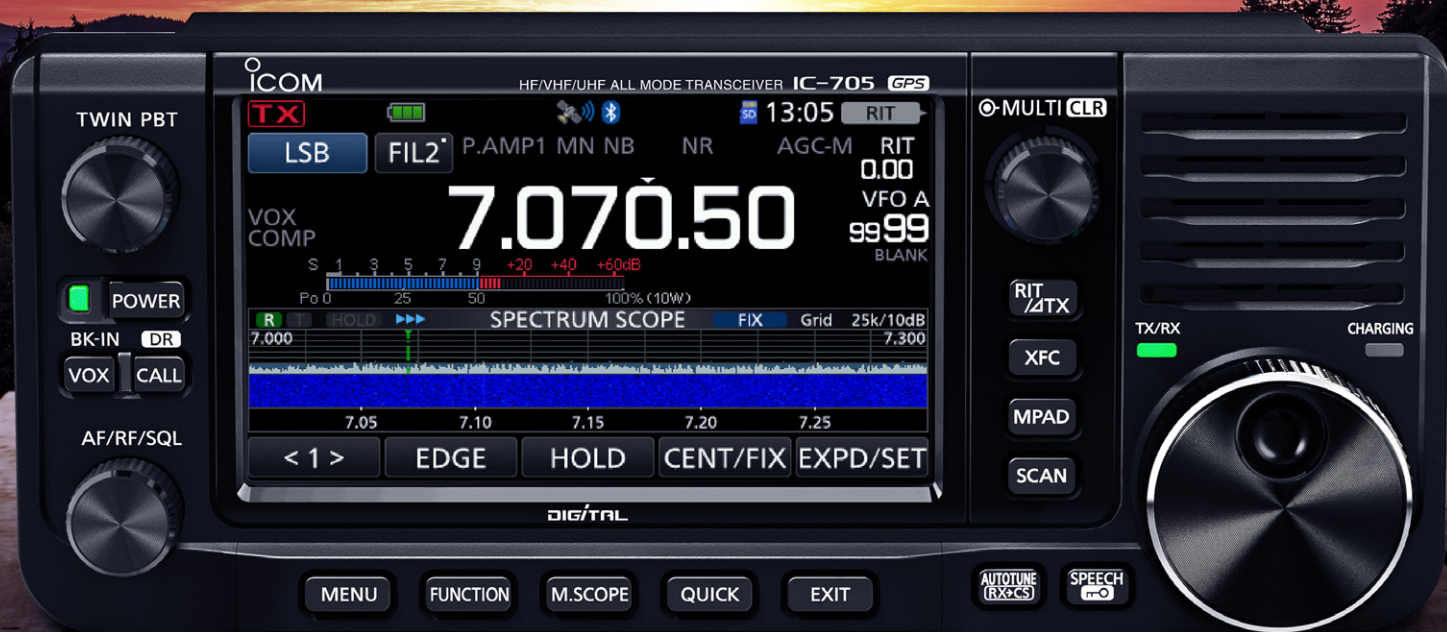 ICOM
HF/VHF/UHF ALL MODE TRANSCEIVER IC-705 GPS
TWIN PBT
TX
SD 13:05 RIT
LSB FIL2 P.AMP1 MN NB NR AGC-M RIT
0.00
7.070.50
VFO A
VOX
COMP
99 99
BLANK
S 1 3 5 7 9 +20 +40 +60dB
Po 0 25 50 100% (10W)
R T HOLD SPECTRUM SCOPE FIX Grid 25k/10dB
7.000 7.300
7.05 7.10 7.15 7.20 7.25
< 1 > EDGE HOLD CENT/FIX EXPD/SET
DIGITAL
POWER
BK-IN DR
VOX CALL
AF/RF/SQL
MULTI CLR
RIT
/⊿TX
XFC
MPAD
SCAN
TX/RX CHARGING
MENU FUNCTION M.SCOPE QUICK EXIT
AUTOTUNE
RX→CS
SPEECH